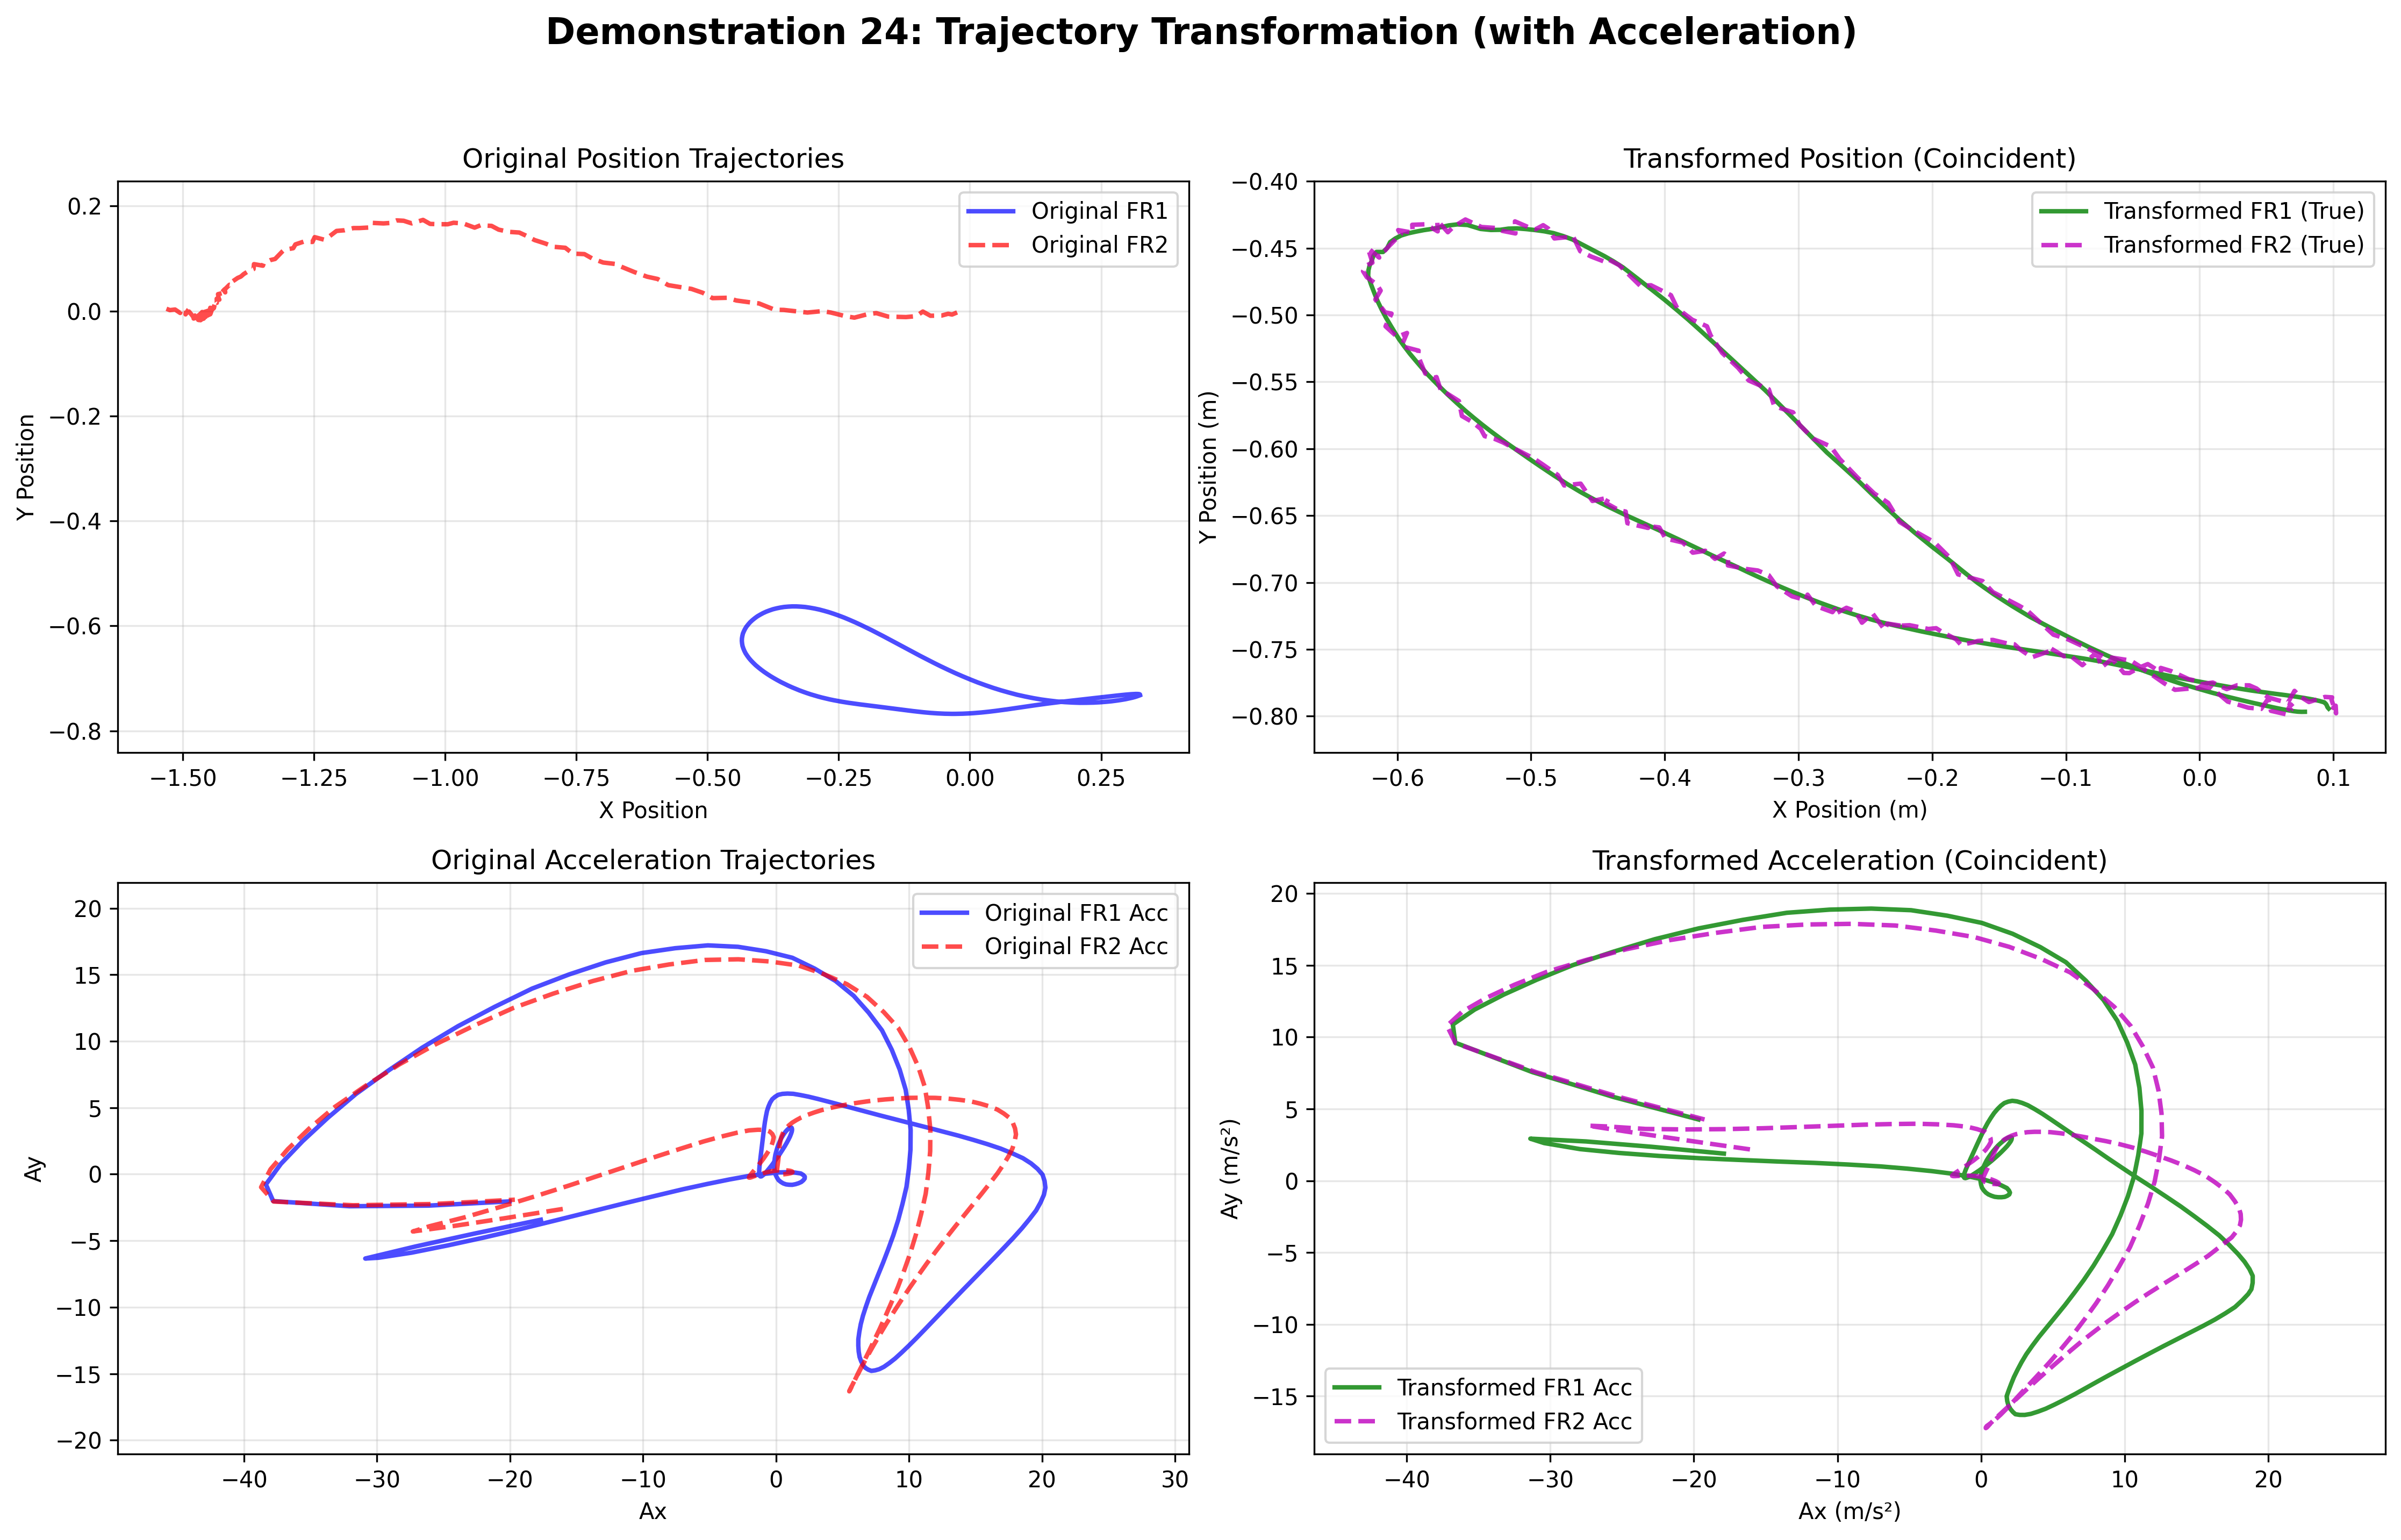 Demonstration 24: Trajectory Transformation (with Acceleration)
Original Position Trajectories
Original FR1
Original FR2
0.2
0.0
−0.2
−0.4
−0.6
−0.8
Y Position
−1.50 −1.25 −1.00 −0.75 −0.50 −0.25 0.00 0.25
X Position
Transformed Position (Coincident)
Transformed FR1 (True)
Transformed FR2 (True)
−0.40
−0.45
−0.50
−0.55
−0.60
−0.65
−0.70
−0.75
−0.80
Y Position (m)
−0.6 −0.5 −0.4 −0.3 −0.2 −0.1 0.0 0.1
X Position (m)
Original Acceleration Trajectories
Original FR1 Acc
Original FR2 Acc
20
15
10
5
0
−5
−10
−15
−20
Ay
−40 −30 −20 −10 0 10 20 30
Ax
Transformed Acceleration (Coincident)
20
15
10
5
0
−5
−10
−15
Ay (m/s²)
Transformed FR1 Acc
Transformed FR2 Acc
−40 −30 −20 −10 0 10 20
Ax (m/s²)